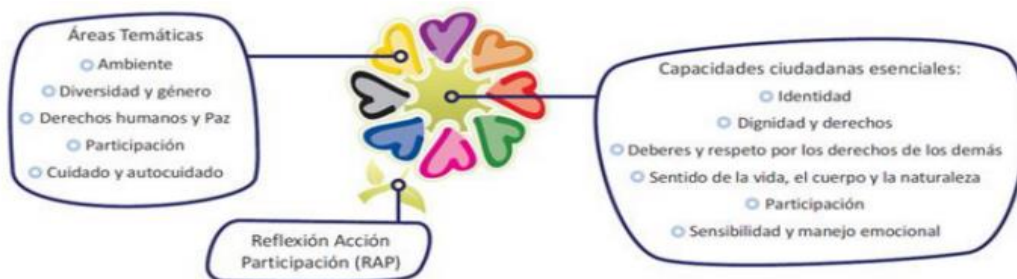 Áreas Temáticas
Ambiente
Diversidad y género
Derechos humanos y Paz
Participación
Cuidado y autocuidado
Reflexión Acción
Participación (RAP)
Capacidades ciudadanas esenciales:
Identidad
Dignidad y derechos
Deberes y respeto por los derechos de los demás
Sentido de la vida, el cuerpo y la naturaleza
Participación
Sensibilidad y manejo emocional